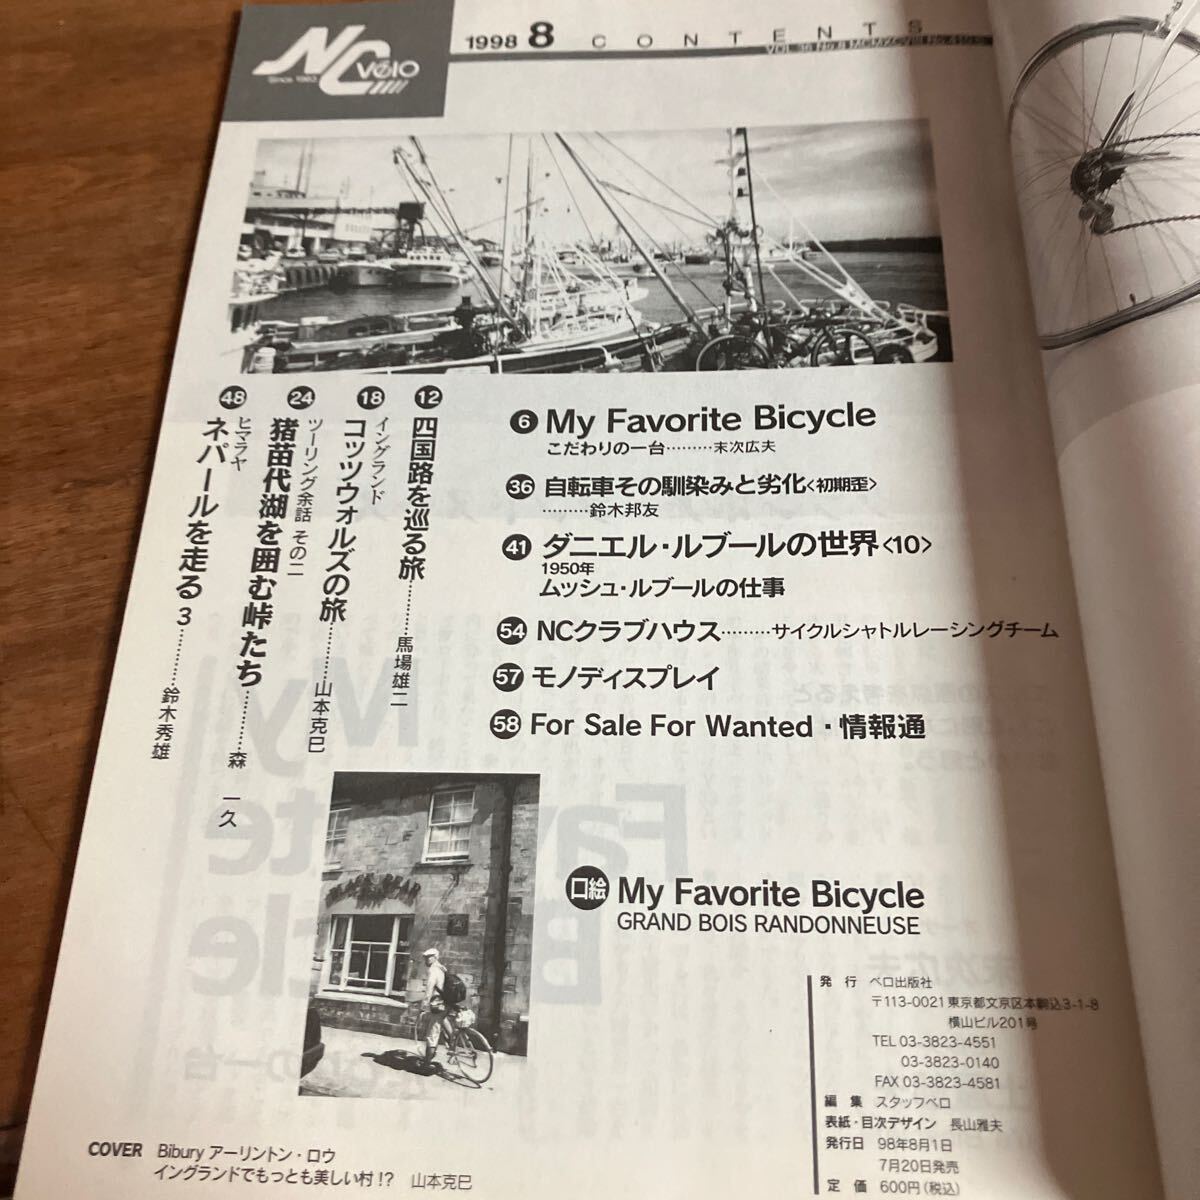 NC
Vélo
Since 1963
1998 8 CONTENTS
VOL.36 No.8 MCMXCVIII
12
四国路を巡る旅………馬場雄二
18
イングランド
コッツウォルズの旅………山本克巳
24
ツーリング余話 その二
猪苗代湖を囲む峠たち………森 一久
48
ヒマラヤ
ネパールを走る 3………鈴木秀雄
6 My Favorite Bicycle
こだわりの一台………末次広夫
36 自転車その馴染みと劣化<初期歪>
………鈴木邦友
41 ダニエル・ルブールの世界<10>
1950年
ムッシュ・ルブールの仕事
54 NCクラブハウス………サイクルシャトルレーシングチーム
57 モノディスプレイ
58 For Sale For Wanted・情報通
口絵 My Favorite Bicycle
GRAND BOIS RANDONNEUSE
発 行 ベロ出版社
〒113-0021 東京都文京区本駒込3-1-8
横山ビル201号
TEL 03-3823-4551
03-3823-0140
FAX 03-3823-4581
編 集 スタッフベロ
表紙・目次デザイン 長山雅夫
発行日 98年8月1日
7月20日発売
定 価 600円(税込)
COVER Bibury アーリントン・ロウ
イングランドでもっとも美しい村!? 山本克巳